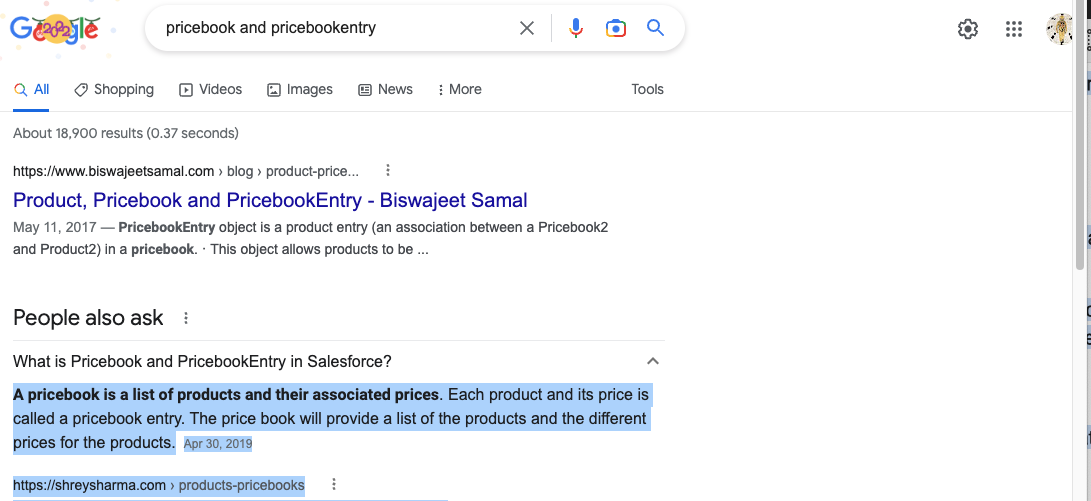 Google 2022
pricebook and pricebookentry
All Shopping Videos Images News More Tools
About 18,900 results (0.37 seconds)
https://www.biswajeetsamal.com › blog › product-price...
Product, Pricebook and PricebookEntry - Biswajeet Samal
May 11, 2017 — PricebookEntry object is a product entry (an association between a Pricebook2
and Product2) in a pricebook. · This object allows products to be ...
People also ask
What is Pricebook and PricebookEntry in Salesforce?
A pricebook is a list of products and their associated prices. Each product and its price is
called a pricebook entry. The price book will provide a list of the products and the different
prices for the products. Apr 30, 2019
https://shreysharma.com › products-pricebooks